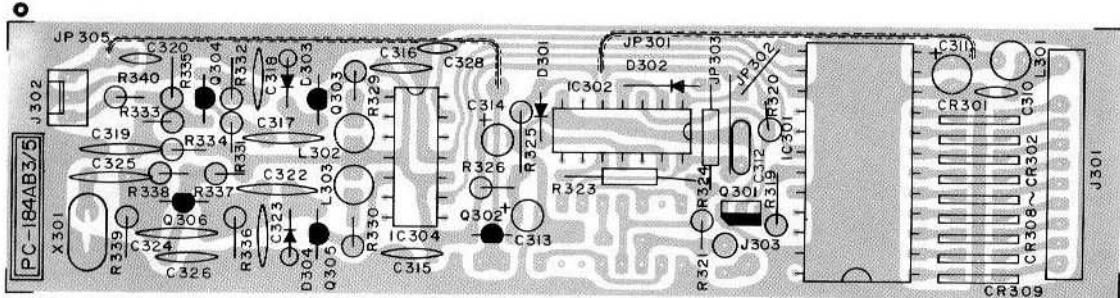 JP305
C320
R340
R335
Q304
R332
C318
D303
Q303
R329
C316
C328
D301
JP301
D302
JP303
JP302
C311
L301
J302
R333
C319
C325
R334
R331
C317
L302
C314
R325
IC302
R320
IC301
C312
CR301
C310
CR302
J301
PC-184AB3/5
R338
R337
C322
L303
R326
R323
R324
Q301
R319
X301
R339
Q306
C324
C326
R336
C323
D304
Q305
R330
IC304
C315
Q302
C313
R321
J303
CR308~
CR309